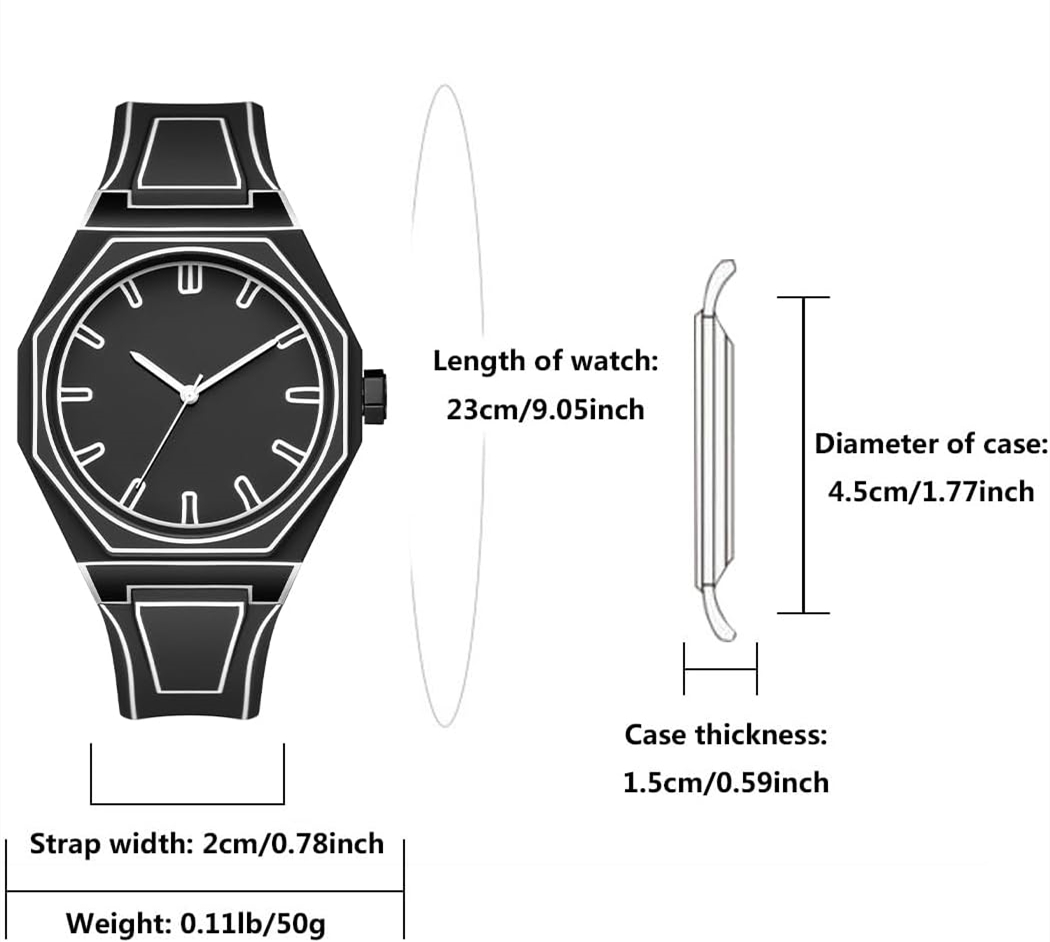 Length of watch:
23cm/9.05inch
Diameter of case:
4.5cm/1.77inch
Case thickness:
1.5cm/0.59inch
Strap width: 2cm/0.78inch
Weight: 0.11lb/50g